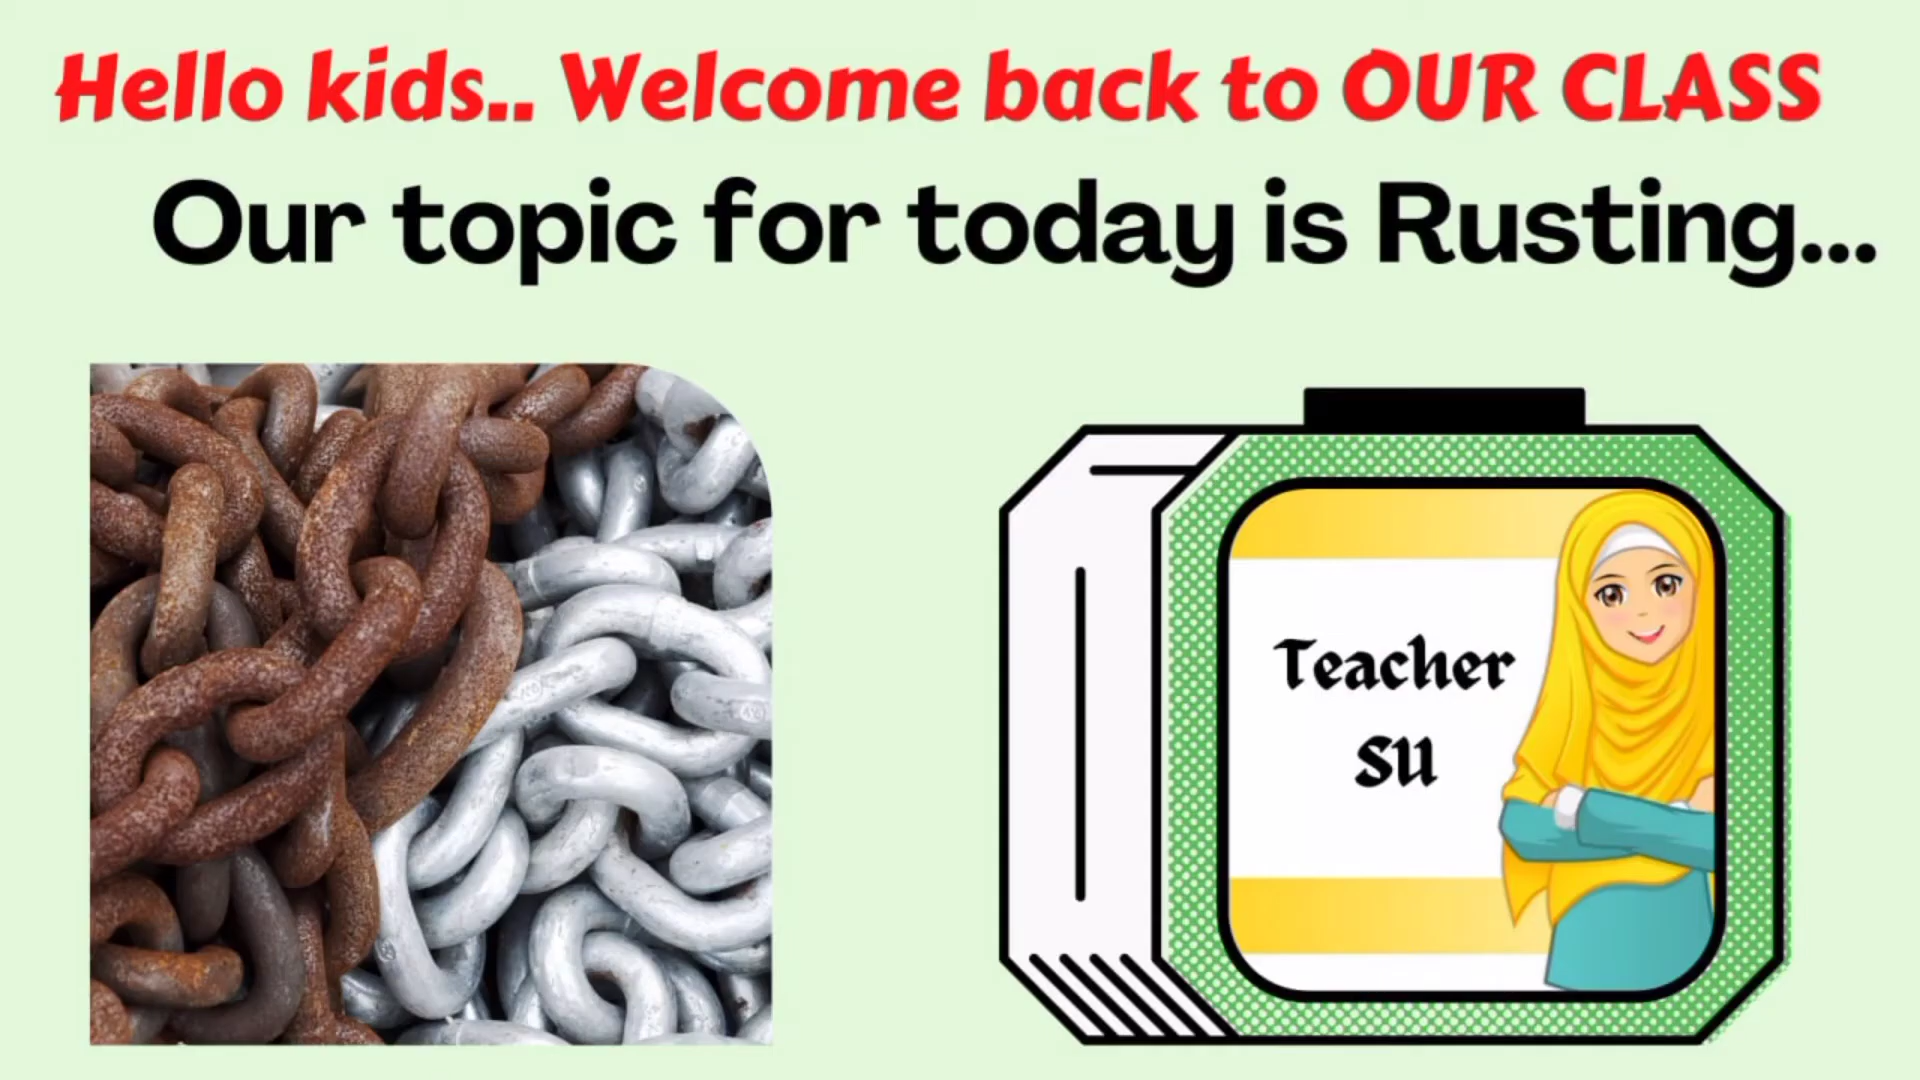 Hello kids.. Welcome back to OUR CLASS
Our topic for today is Rusting...
Teacher
SU